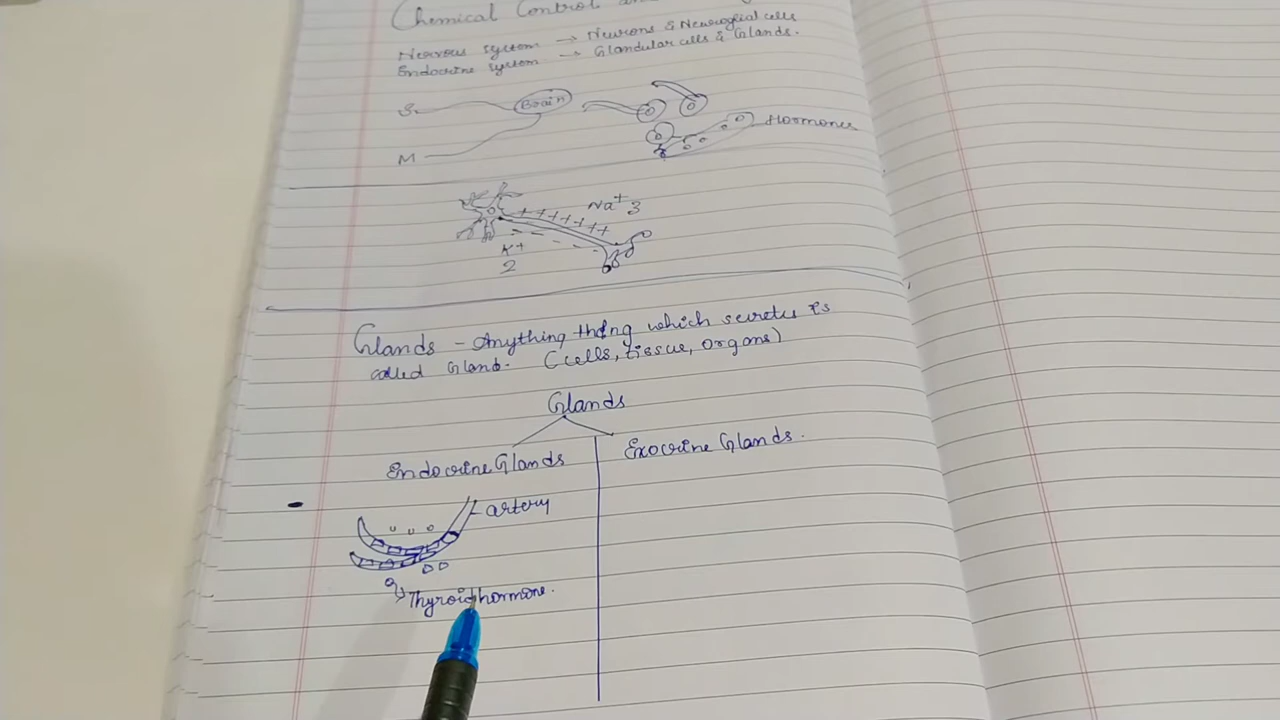 Chemical Control
Nervous system → Neurons & Neuroglial cells
Endocrine system → Glandular cells & Glands.
S
Brain
Hormones
M
Na+ 3
K+
2
Glands - Anything thing which secretes is
called Gland. (cells, tissue, organs)
Glands
Endocrine Glands
Exocrine Glands.
artery
Thyroid hormone.